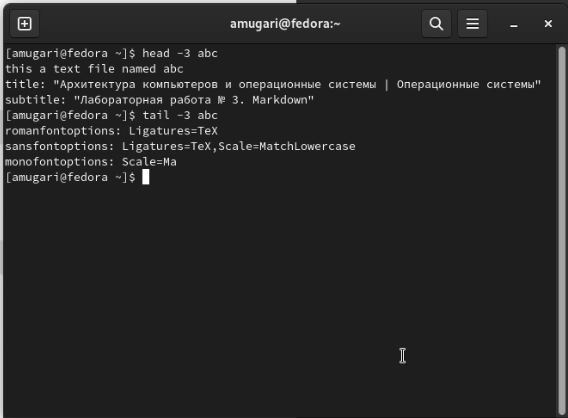 amugari@fedora:~
[amugari@fedora ~]$ head -3 abc
this a text file named abc
title: "Архитектура компьютеров и операционные системы | Операционные системы"
subtitle: "Лабораторная работа № 3. Markdown"
[amugari@fedora ~]$ tail -3 abc
romanfontoptions: Ligatures=TeX
sansfontoptions: Ligatures=TeX,Scale=MatchLowercase
monofontoptions: Scale=Ma
[amugari@fedora ~]$